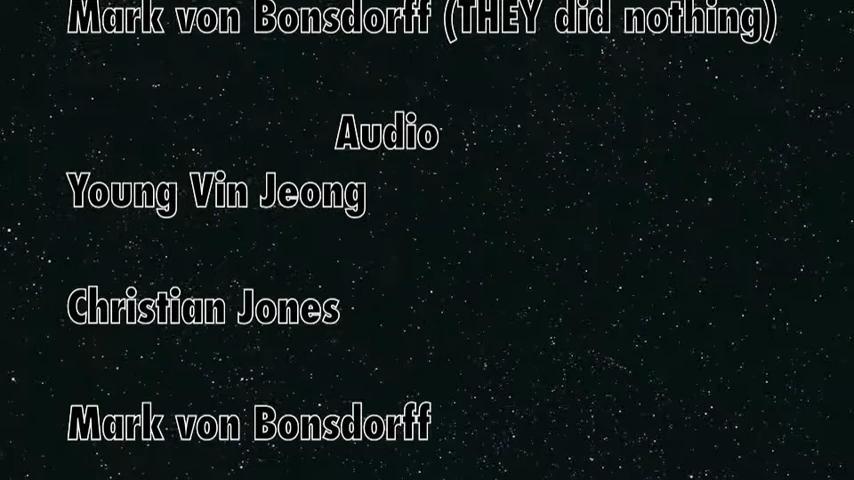 Mark von Bonsdorff (THEY did nothing)
Audio
Young Vin Jeong
Christian Jones
Mark von Bonsdorff